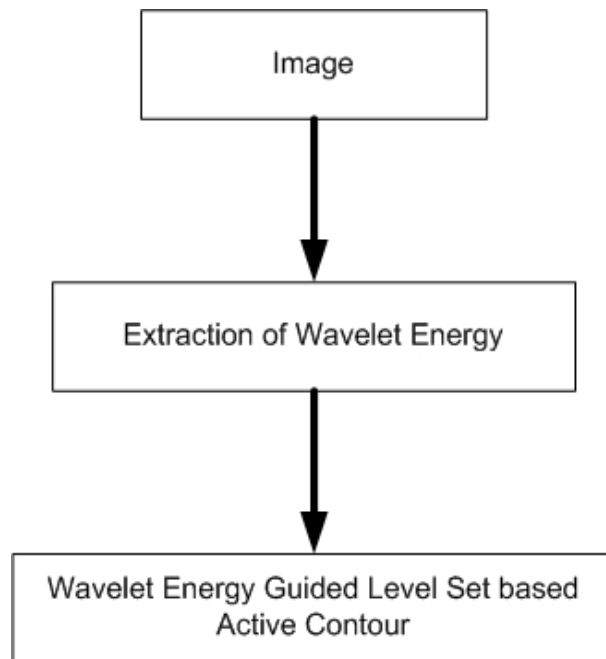 Image
Extraction of Wavelet Energy
Wavelet Energy Guided Level Set based
Active Contour